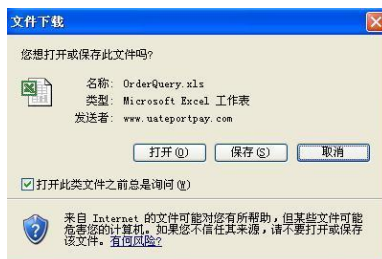 文件下载
您想打开或保存此文件吗?
名称: OrderQuery.xls
类型: Microsoft Excel 工作表
发送者: www.uateportpay.com
打开(O) 保存(S) 取消
打开此类文件之前总是询问(W)
来自 Internet 的文件可能对您有所帮助，但某些文件可能
危害您的计算机。如果您不信任其来源，请不要打开或保存
该文件。有何风险?